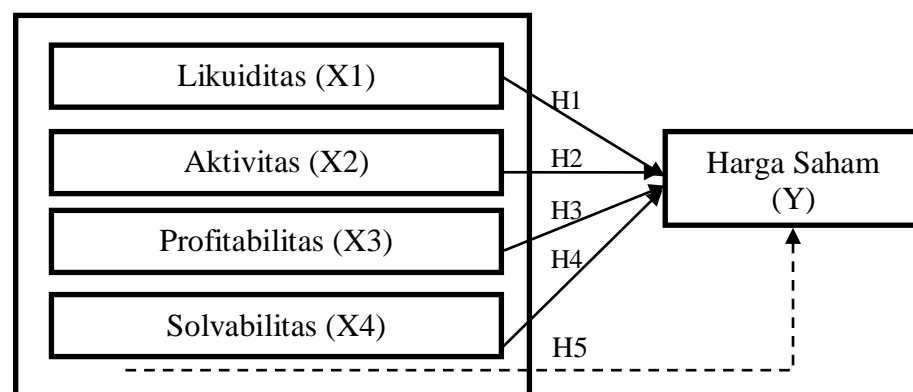 Likuiditas (X1)
H1
Aktivitas (X2)
H2
Harga Saham
(Y)
Profitabilitas (X3)
H3
H4
Solvabilitas (X4)
H5